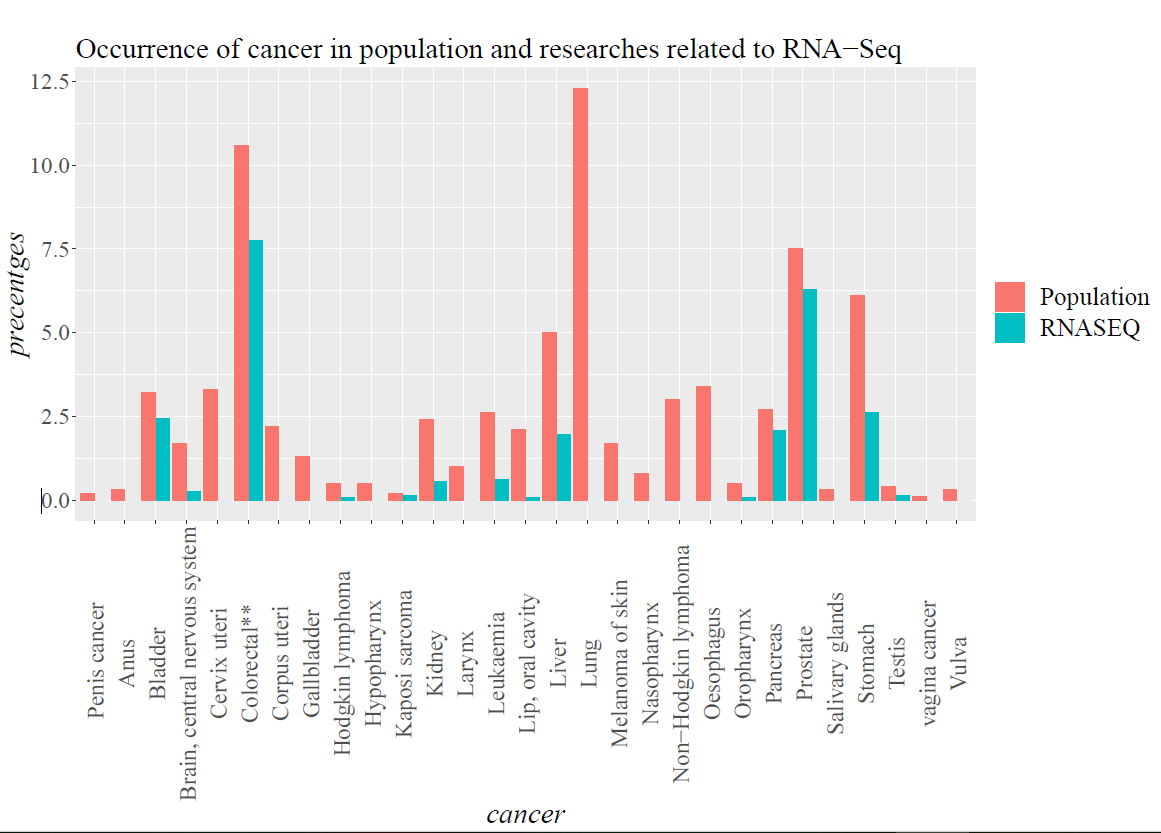 Occurrence of cancer in population and researches related to RNA−Seq
12.5
10.0
7.5
5.0
2.5
0.0
precentges
Penis cancer
Anus
Bladder
Brain, central nervous system
Cervix uteri
Colorectal**
Corpus uteri
Gallbladder
Hodgkin lymphoma
Hypopharynx
Kaposi sarcoma
Kidney
Larynx
Leukaemia
Lip, oral cavity
Liver
Lung
Melanoma of skin
Nasopharynx
Non−Hodgkin lymphoma
Oesophagus
Oropharynx
Pancreas
Prostate
Salivary glands
Stomach
Testis
vagina cancer
Vulva
cancer
Population
RNASEQ